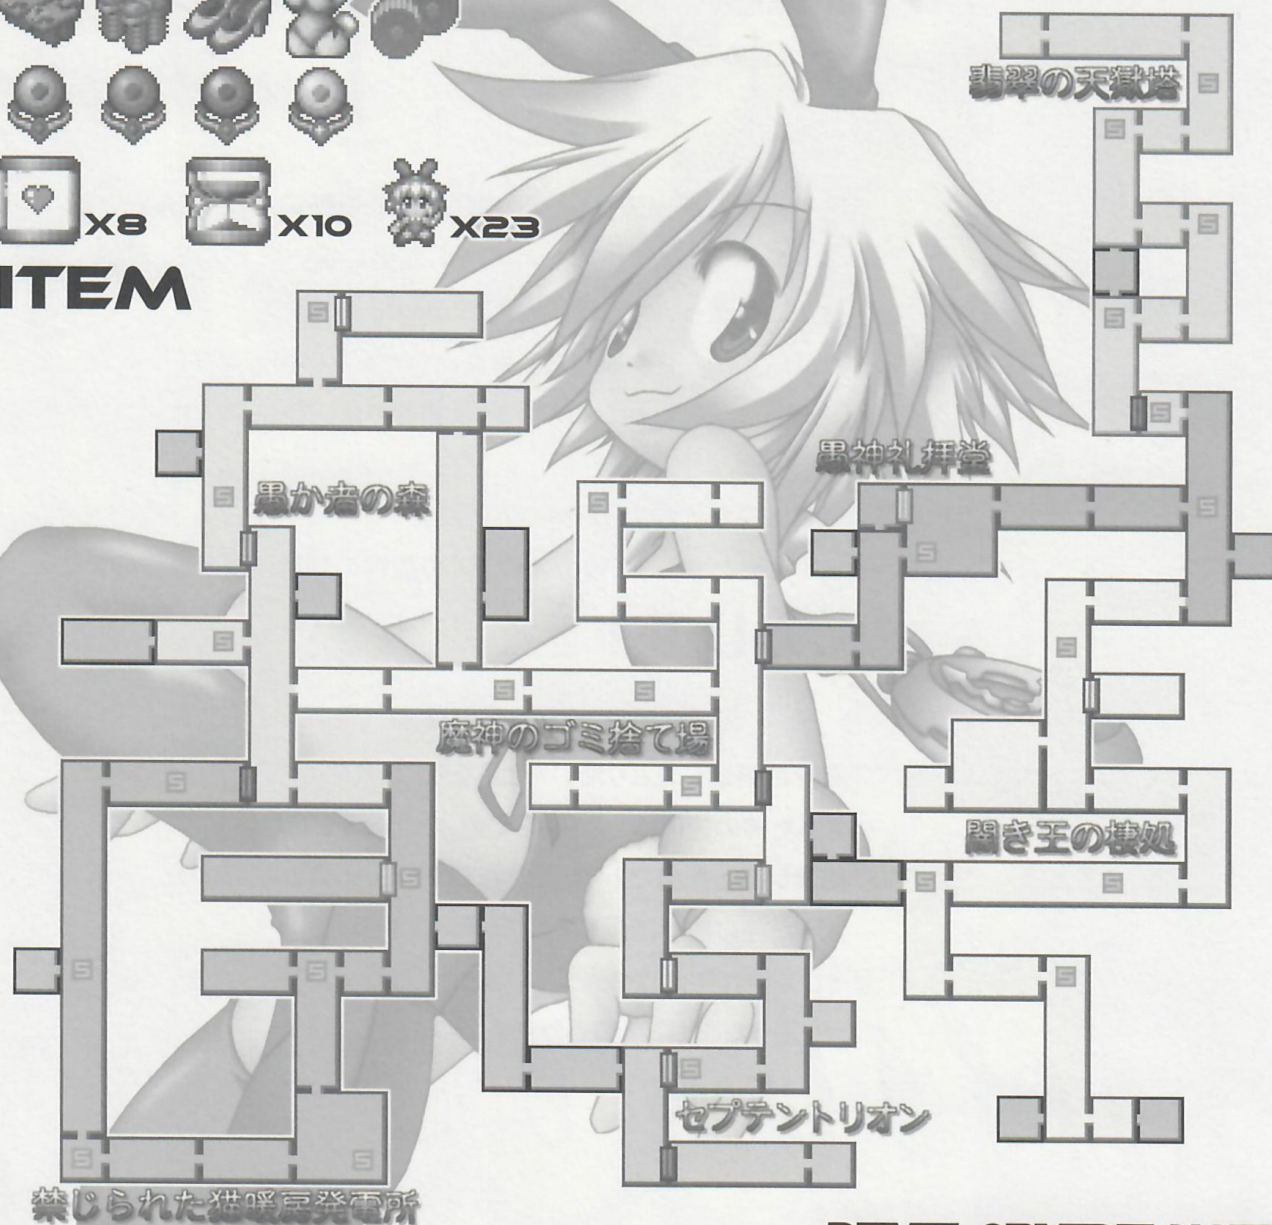 X8 X10 X23
ITEM
翡翠の天獄塔
愚神礼拝堂
愚か者の森
魔神のゴミ捨て場
闇き王の棲処
セプテントリオン
禁じられた猫暖房発電所